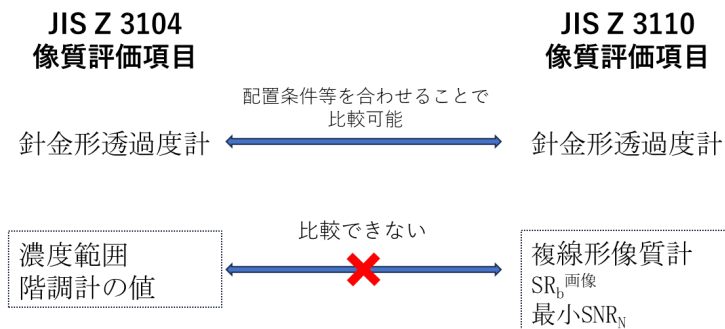 JIS Z 3104
像質評価項目
JIS Z 3110
像質評価項目
配置条件等を合わせることで
比較可能
針金形透過度計
針金形透過度計
比較できない
濃度範囲
階調計の値
複線形像質計
SRb画像
最小SNRN